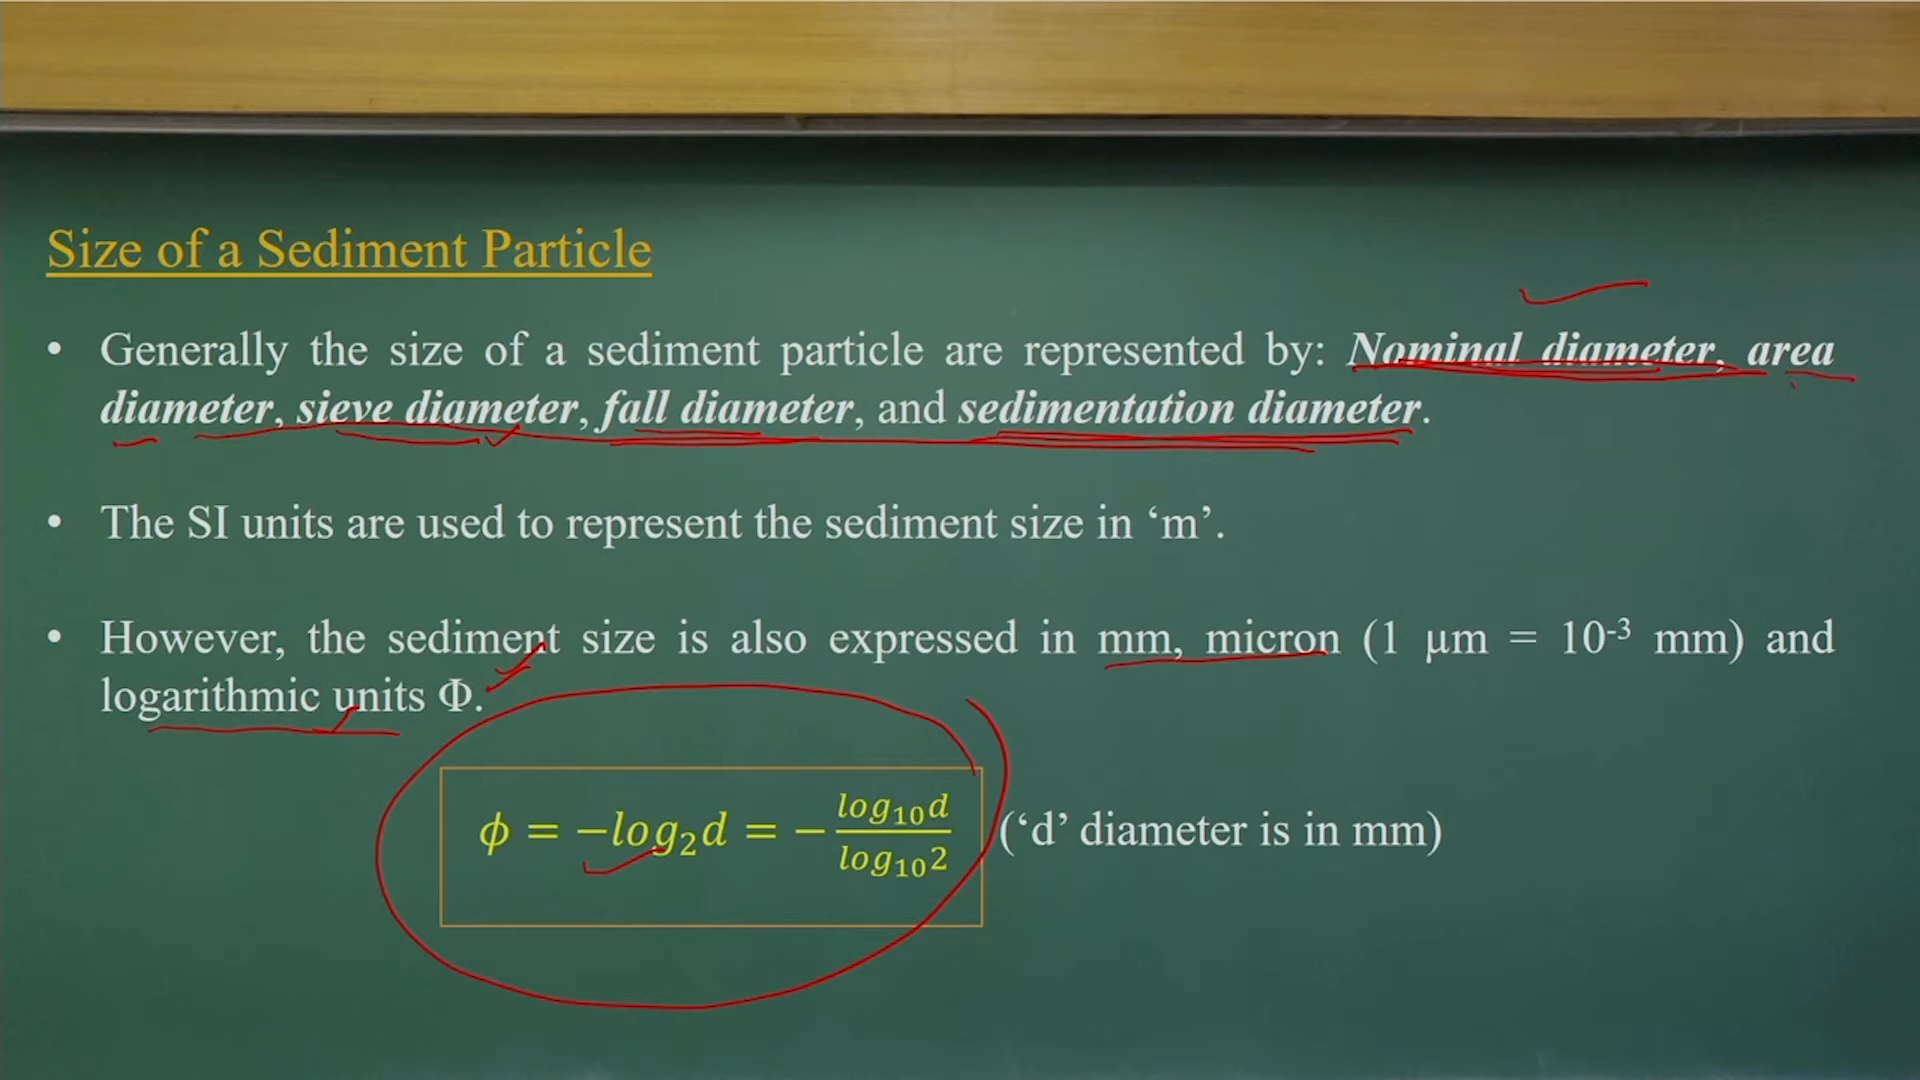 Size of a Sediment Particle
• Generally the size of a sediment particle are represented by: Nominal diameter, area
diameter, sieve diameter, fall diameter, and sedimentation diameter.
• The SI units are used to represent the sediment size in ‘m’.
• However, the sediment size is also expressed in mm, micron (1 μm = 10⁻³ mm) and
logarithmic units Φ.
ϕ = −log₂d = − log₁₀d / log₁₀2 (‘d’ diameter is in mm)